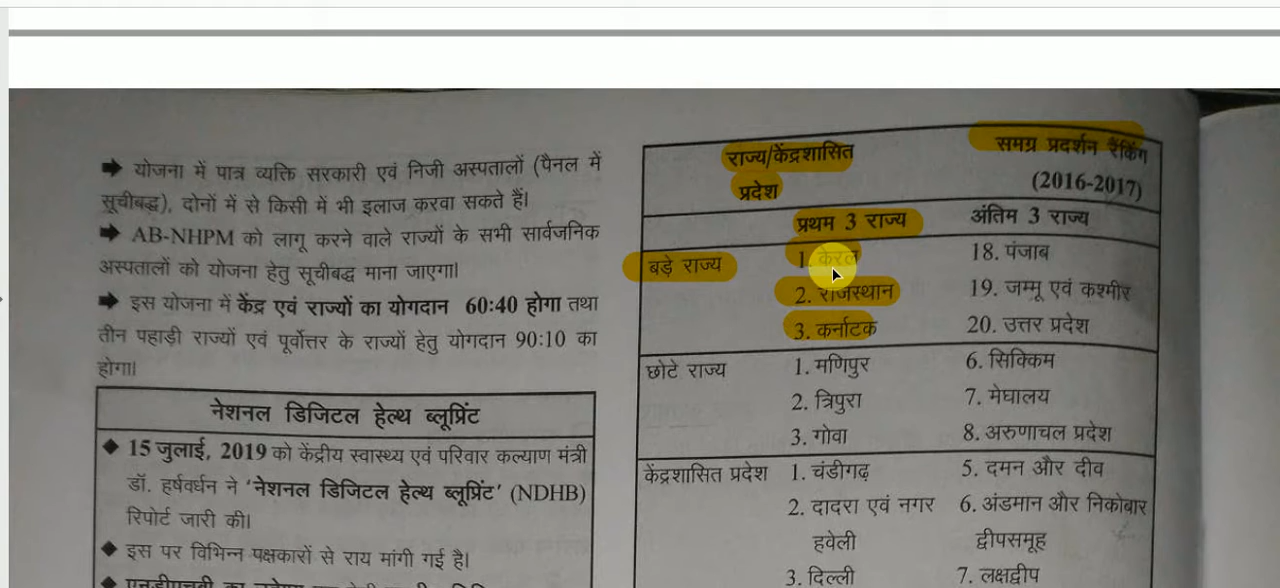 ➡ योजना में पात्र व्यक्ति सरकारी एवं निजी अस्पतालों (पैनल में
सूचीबद्ध), दोनों में से किसी में भी इलाज करवा सकते हैं।
➡ AB-NHPM को लागू करने वाले राज्यों के सभी सार्वजनिक
अस्पतालों को योजना हेतु सूचीबद्ध माना जाएगा।
➡ इस योजना में केंद्र एवं राज्यों का योगदान 60:40 होगा तथा
तीन पहाड़ी राज्यों एवं पूर्वोत्तर के राज्यों हेतु योगदान 90:10 का
होगा।
नेशनल डिजिटल हेल्थ ब्लूप्रिंट
◆ 15 जुलाई, 2019 को केंद्रीय स्वास्थ्य एवं परिवार कल्याण मंत्री
डॉ. हर्षवर्धन ने 'नेशनल डिजिटल हेल्थ ब्लूप्रिंट' (NDHB)
रिपोर्ट जारी की।
◆ इस पर विभिन्न पक्षकारों से राय मांगी गई है।
राज्य/केंद्रशासित समग्र प्रदर्शन रैंकिंग
प्रदेश (2016-2017)
प्रथम 3 राज्य अंतिम 3 राज्य
बड़े राज्य 1. केरल 18. पंजाब
2. राजस्थान 19. जम्मू एवं कश्मीर
3. कर्नाटक 20. उत्तर प्रदेश
छोटे राज्य 1. मणिपुर 6. सिक्किम
2. त्रिपुरा 7. मेघालय
3. गोवा 8. अरुणाचल प्रदेश
केंद्रशासित प्रदेश 1. चंडीगढ़ 5. दमन और दीव
2. दादरा एवं नगर 6. अंडमान और निकोबार
हवेली द्वीपसमूह
3. दिल्ली 7. लक्षद्वीप